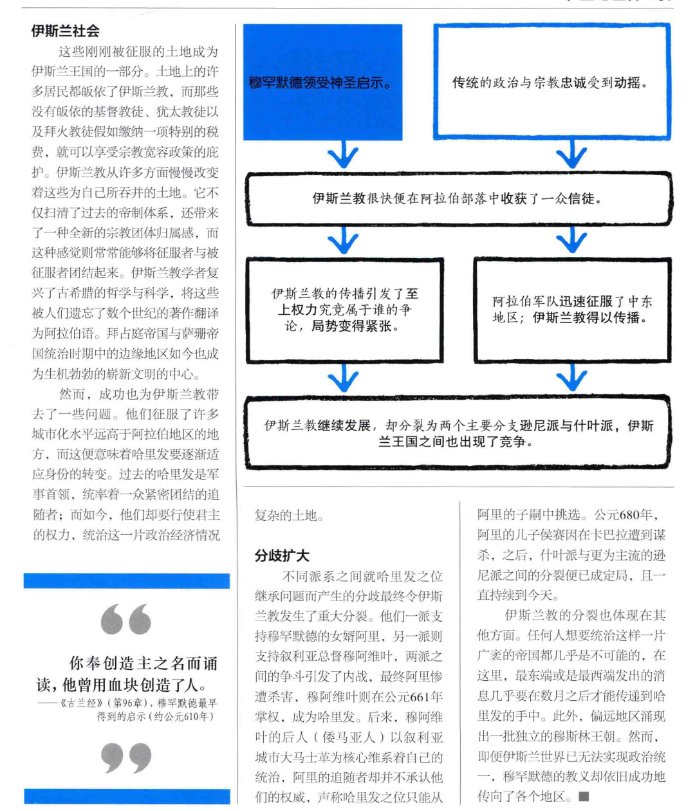 伊斯兰社会
这些刚刚被征服的土地成为
伊斯兰王国的一部分。土地上的许
多居民都皈依了伊斯兰教，而那些
没有皈依的基督教徒、犹太教徒以
及拜火教徒假如缴纳一项特别的税
费，就可以享受宗教宽容政策的庇
护。伊斯兰教从许多方面慢慢改变
着这些为自己所吞并的土地。它不
仅扫清了过去的帝制体系，还带来
了一种全新的宗教团体归属感，而
这种感觉则常常能够将征服者与被
征服者团结起来。伊斯兰教学者复
兴了古希腊的哲学与科学，将这些
被人们遗忘了数个世纪的著作翻译
为阿拉伯语。拜占庭帝国与萨珊帝
国统治时期中的边缘地区如今也成
为生机勃勃的崭新文明的中心。
然而，成功也为伊斯兰教带
去了一些问题。他们征服了许多
城市化水平远高于阿拉伯地区的地
方，而这便意味着哈里发要逐渐适
应身份的转变。过去的哈里发是军
事首领，统率着一众紧密团结的追
随者；而如今，他们却要行使君主
的权力，统治这一片政治经济情况
穆罕默德领受神圣启示。
传统的政治与宗教忠诚受到动摇。
伊斯兰教很快便在阿拉伯部落中收获了一众信徒。
伊斯兰教的传播引发了至
上权力究竟属于谁的争
论，局势变得紧张。
阿拉伯军队迅速征服了中东
地区；伊斯兰教得以传播。
伊斯兰教继续发展，却分裂为两个主要分支逊尼派与什叶派，伊斯
兰王国之间也出现了竞争。
“
你奉创造主之名而诵
读，他曾用血块创造了人。
——《古兰经》（第96章），穆罕默德最早
得到的启示（约公元610年）
”
复杂的土地。
分歧扩大
不同派系之间就哈里发之位
继承问题而产生的分歧最终令伊斯
兰教发生了重大分裂。他们一派支
持穆罕默德的女婿阿里，另一派则
支持叙利亚总督穆阿维叶，两派之
间的争斗引发了内战，最终阿里惨
遭杀害，穆阿维叶则在公元661年
掌权，成为哈里发。后来，穆阿维
叶的后人（倭马亚人）以叙利亚
城市大马士革为核心维系着自己的
统治，阿里的追随者却并不承认他
们的权威，声称哈里发之位只能从
阿里的子嗣中挑选。公元680年，
阿里的儿子侯赛因在卡巴拉遭到谋
杀，之后，什叶派与更为主流的逊
尼派之间的分裂便已成定局，且一
直持续到今天。
伊斯兰教的分裂也体现在其
他方面。任何人想要统治这样一片
广袤的帝国都几乎是不可能的，在
这里，最东端或是最西端发出的消
息几乎要在数月之后才能传递到哈
里发的手中。此外，偏远地区涌现
出一批独立的穆斯林王朝。然而，
即便伊斯兰世界已无法实现政治统
一，穆罕默德的教义却依旧成功地
传向了各个地区。■